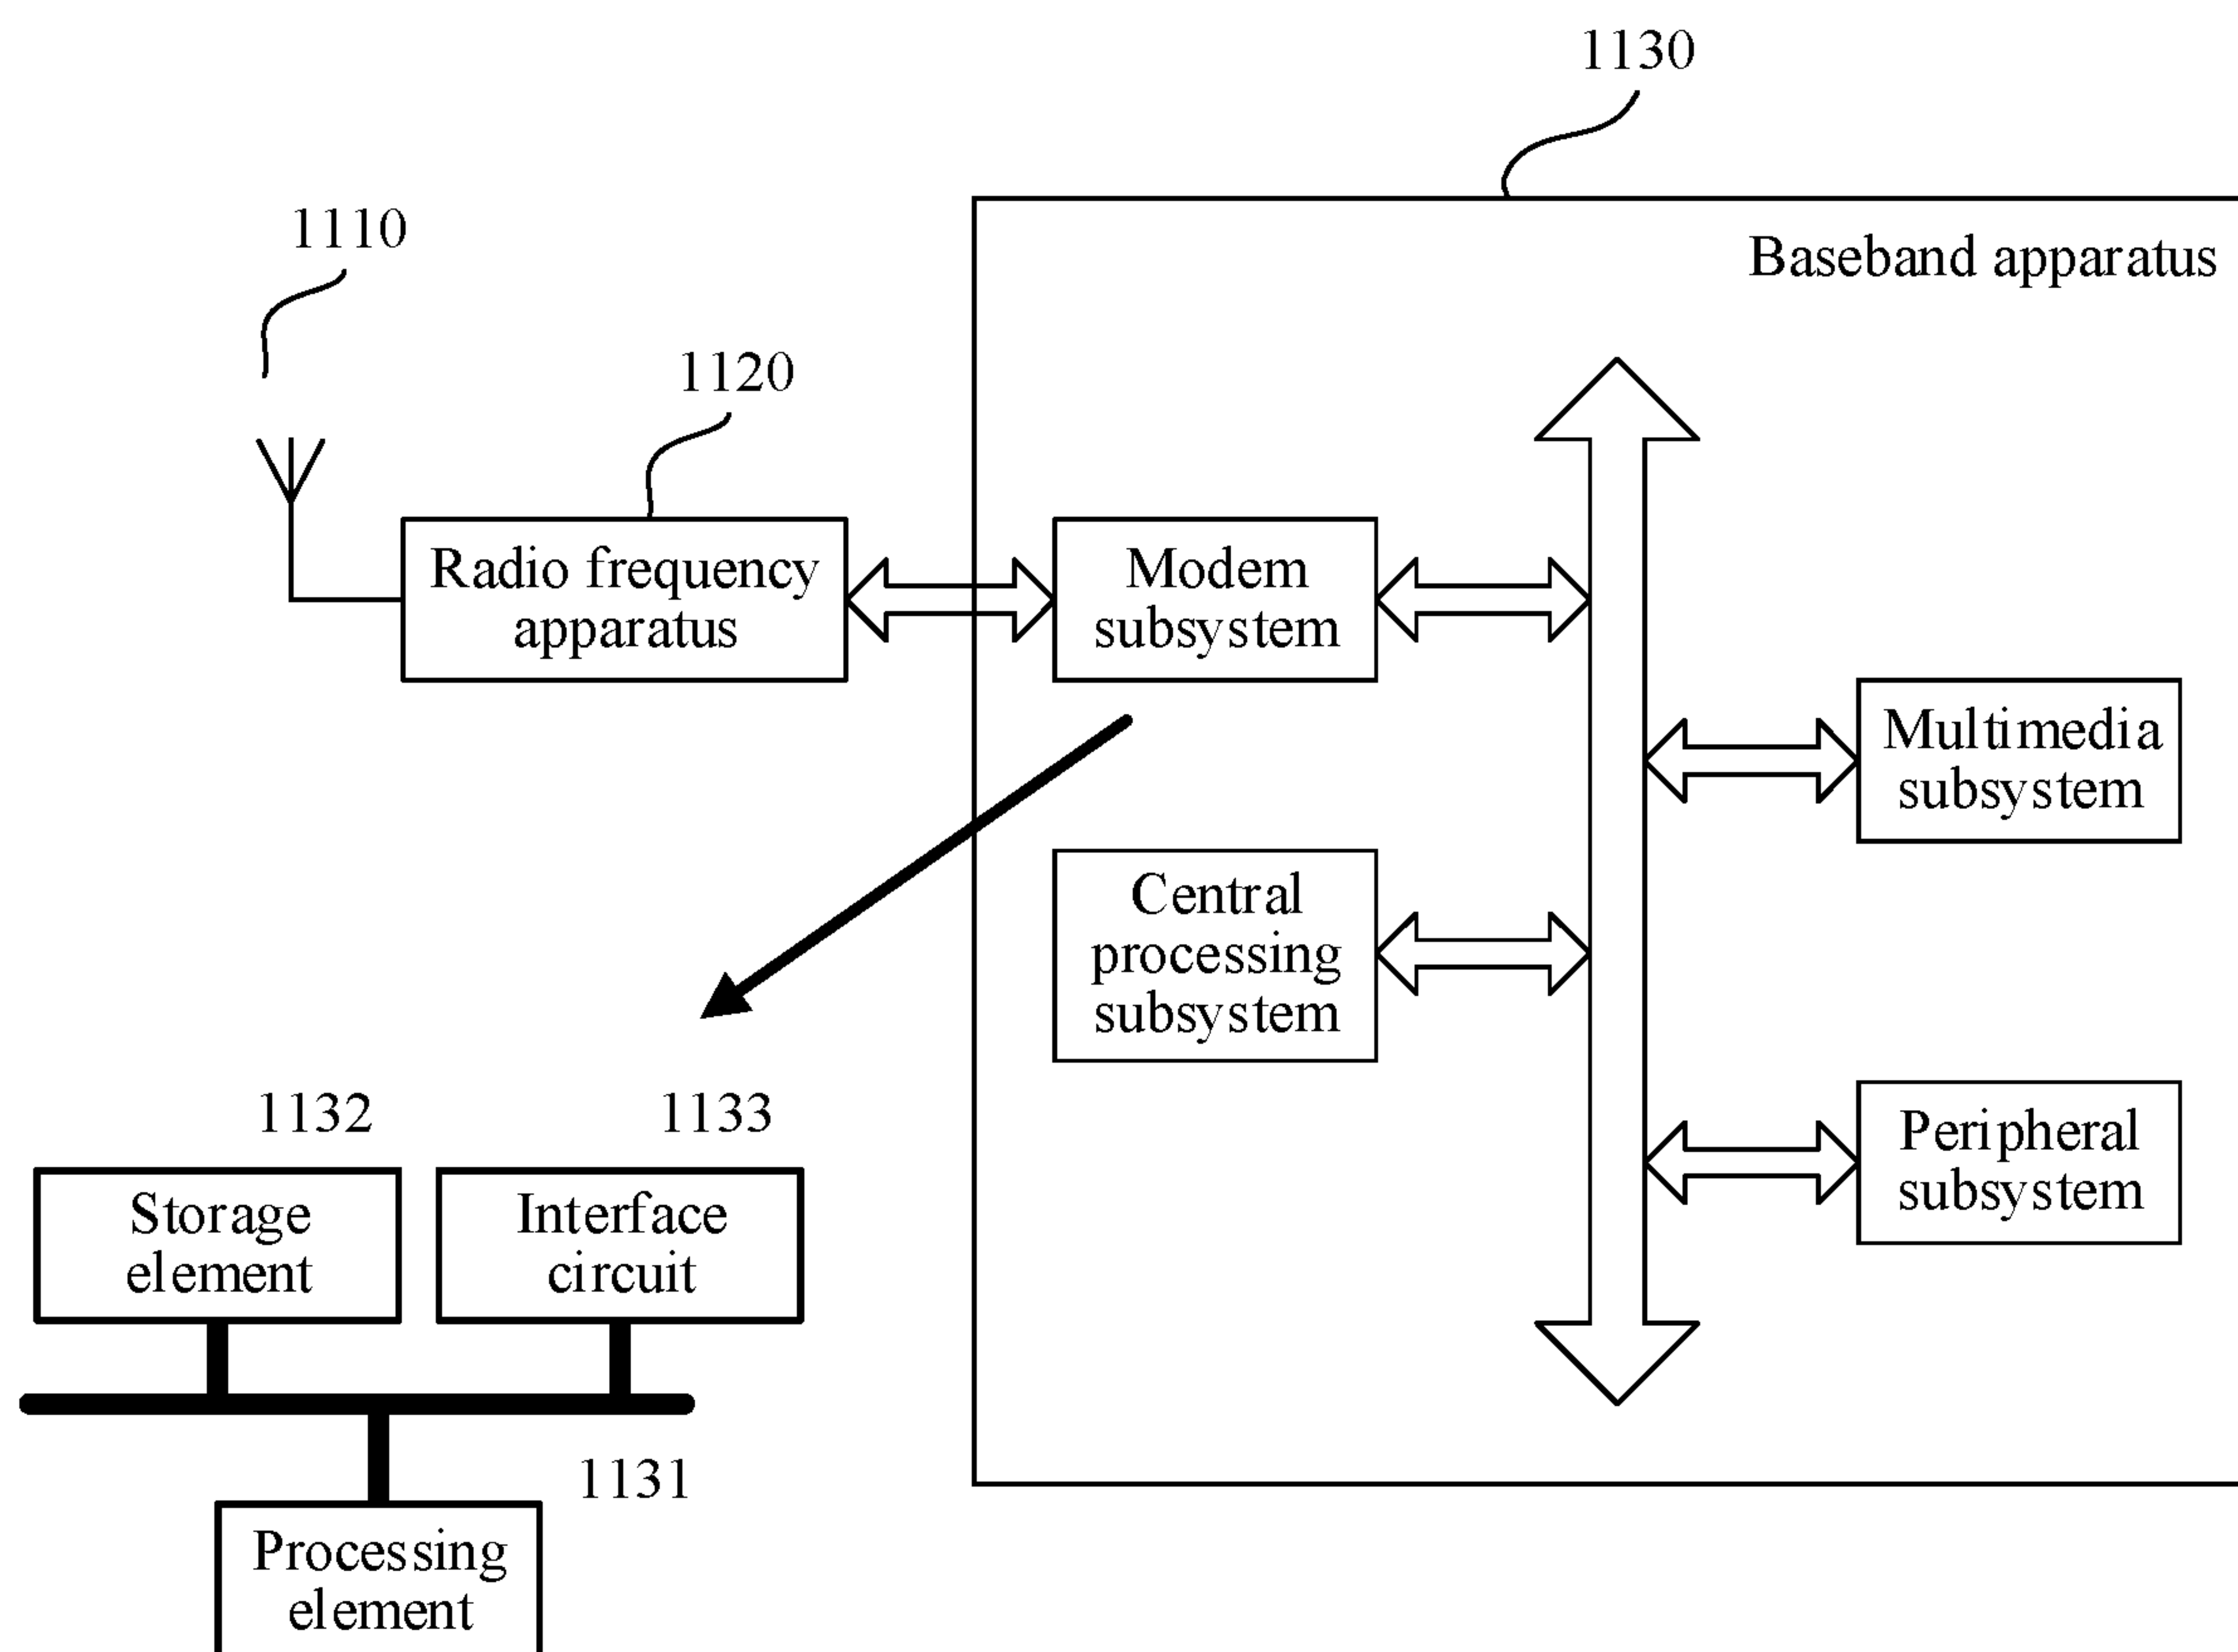 1130
Baseband apparatus
1110
1120
Radio frequency
apparatus
Modem
subsystem
Multimedia
subsystem
Central
processing
subsystem
Peripheral
subsystem
1132
1133
Storage
element
Interface
circuit
1131
Processing
element